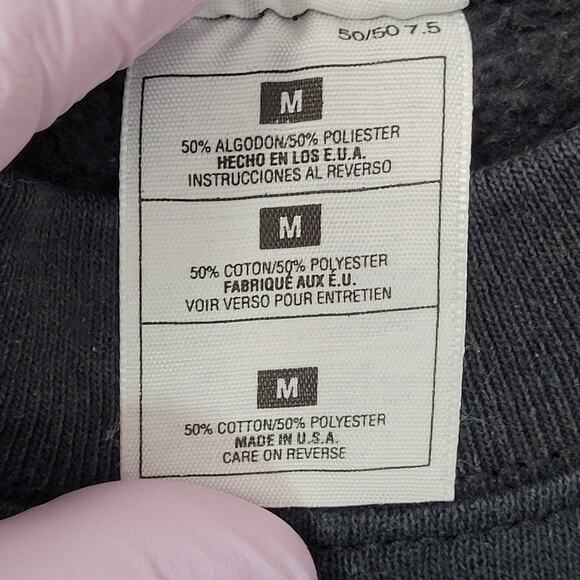 50/50 7.5
M
50% ALGODON/50% POLIESTER
HECHO EN LOS E.U.A.
INSTRUCCIONES AL REVERSO
M
50% COTON/50% POLYESTER
FABRIQUÉ AUX É.U.
VOIR VERSO POUR ENTRETIEN
M
50% COTTON/50% POLYESTER
MADE IN U.S.A.
CARE ON REVERSE